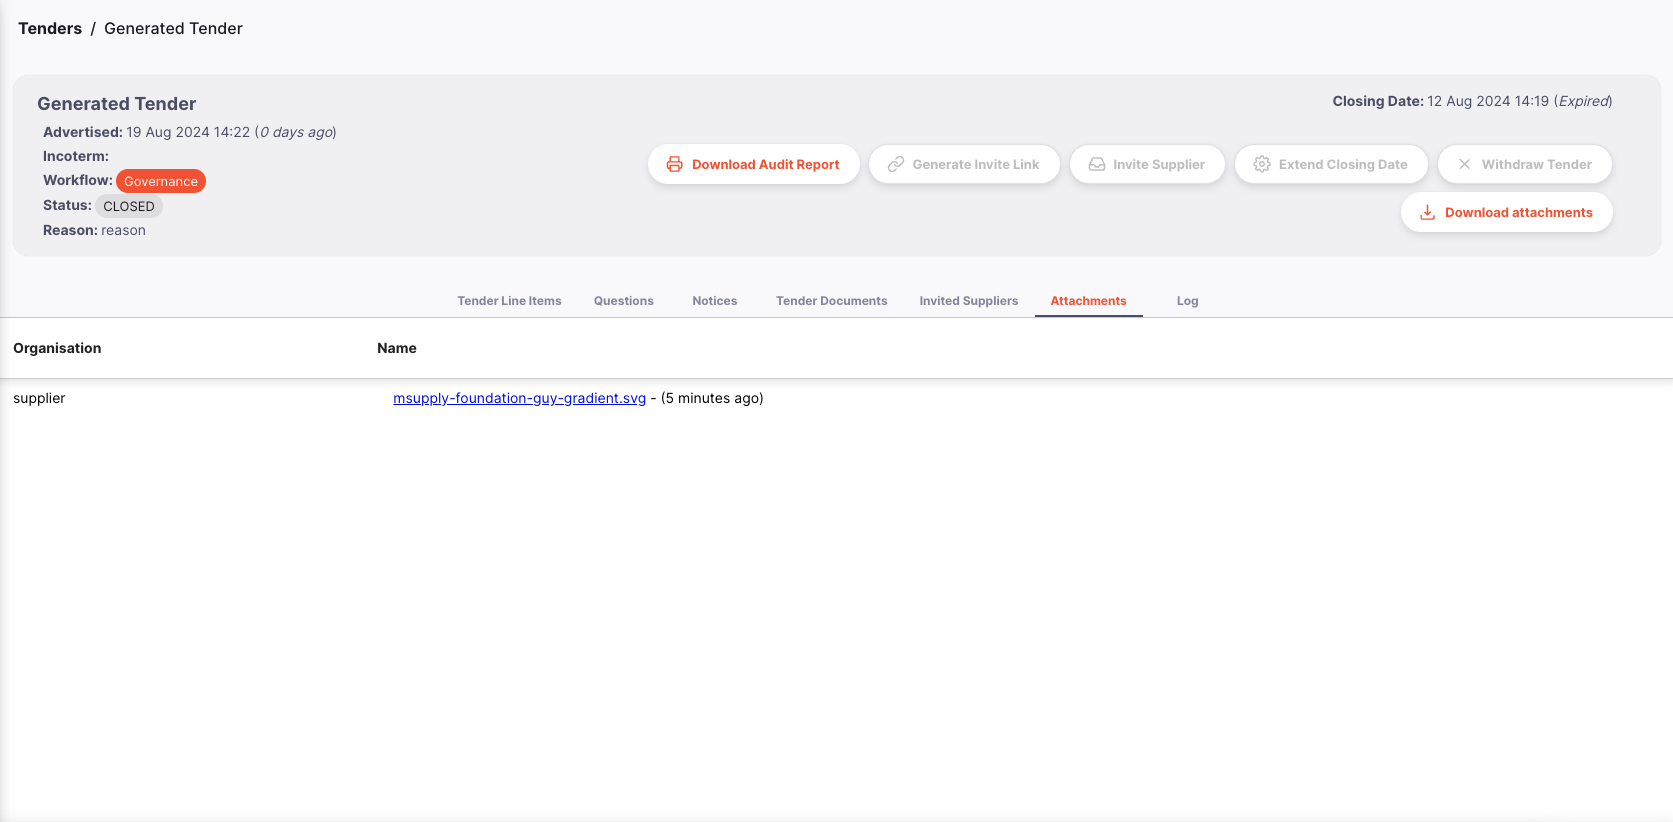 Tenders / Generated Tender
Generated Tender
Closing Date: 12 Aug 2024 14:19 (Expired)
Advertised: 19 Aug 2024 14:22 (0 days ago)
Incoterm:
Workflow: Governance
Status: CLOSED
Reason: reason
Download Audit Report Generate Invite Link Invite Supplier Extend Closing Date Withdraw Tender
Download attachments
Tender Line Items Questions Notices Tender Documents Invited Suppliers Attachments Log
Organisation Name
supplier msupply-foundation-guy-gradient.svg - (5 minutes ago)